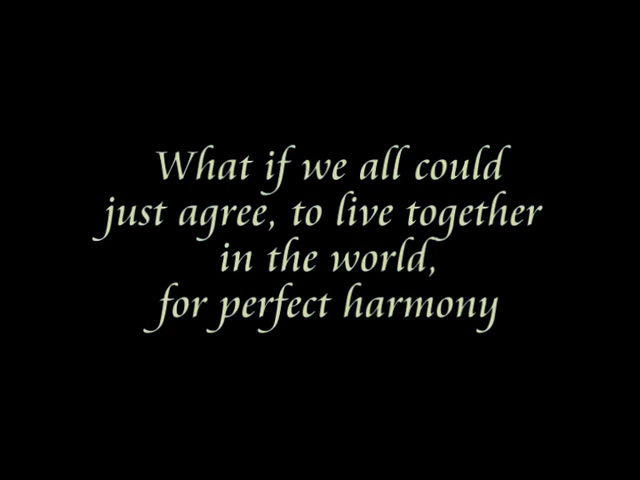 What if we all could
just agree, to live together
in the world,
for perfect harmony